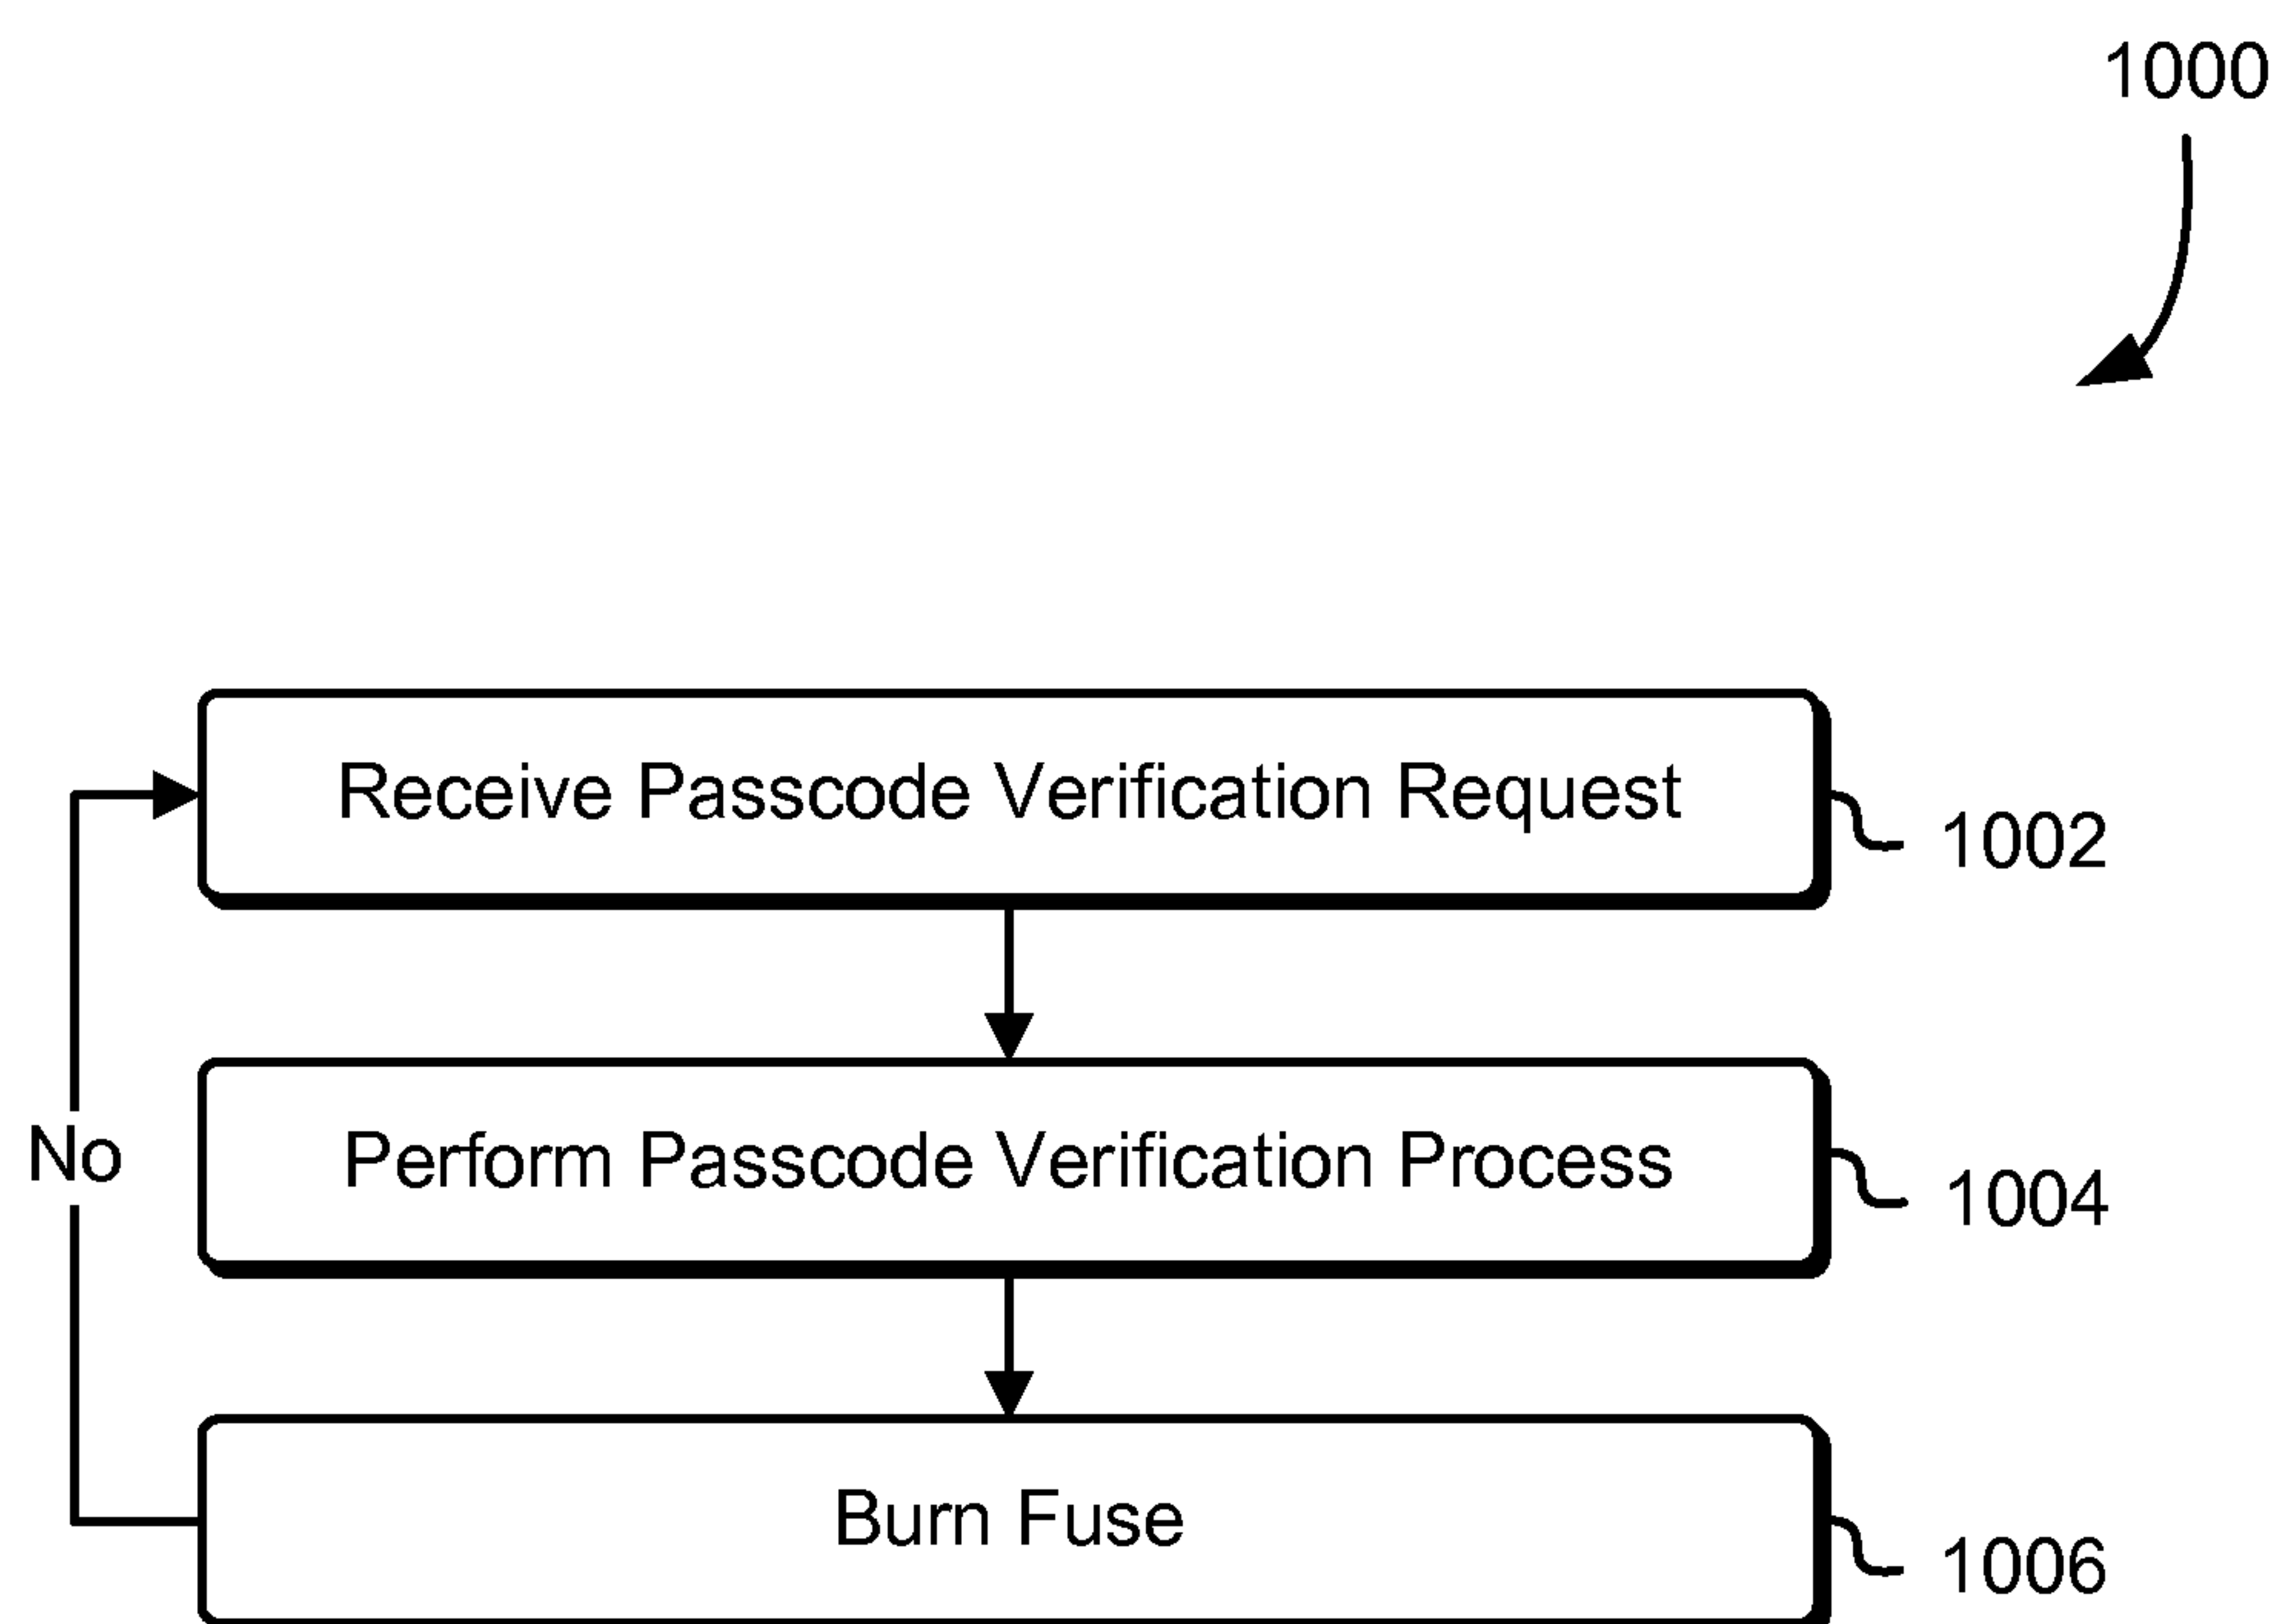 1000
Receive Passcode Verification Request
1002
No
Perform Passcode Verification Process
1004
Burn Fuse
1006